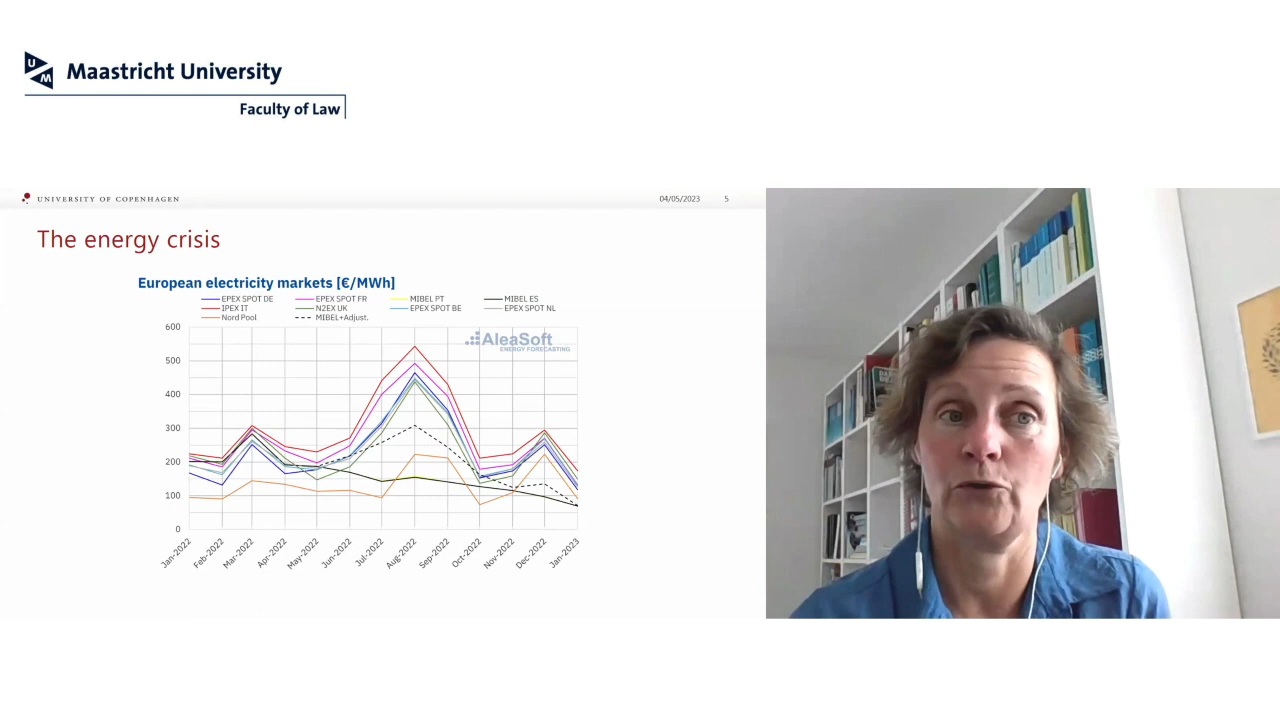 U
M
Maastricht University
Faculty of Law
UNIVERSITY OF COPENHAGEN
04/05/2023
5
The energy crisis
European electricity markets [€/MWh]
EPEX SPOT DE
EPEX SPOT FR
MIBEL PT
MIBEL ES
IPEX IT
N2EX UK
EPEX SPOT BE
EPEX SPOT NL
Nord Pool
MIBEL+Adjust.
AleaSoft
ENERGY FORECASTING
600
500
400
300
200
100
0
Jan-2022
Feb-2022
Mar-2022
Apr-2022
May-2022
Jun-2022
Jul-2022
Aug-2022
Sep-2022
Oct-2022
Nov-2022
Dec-2022
Jan-2023